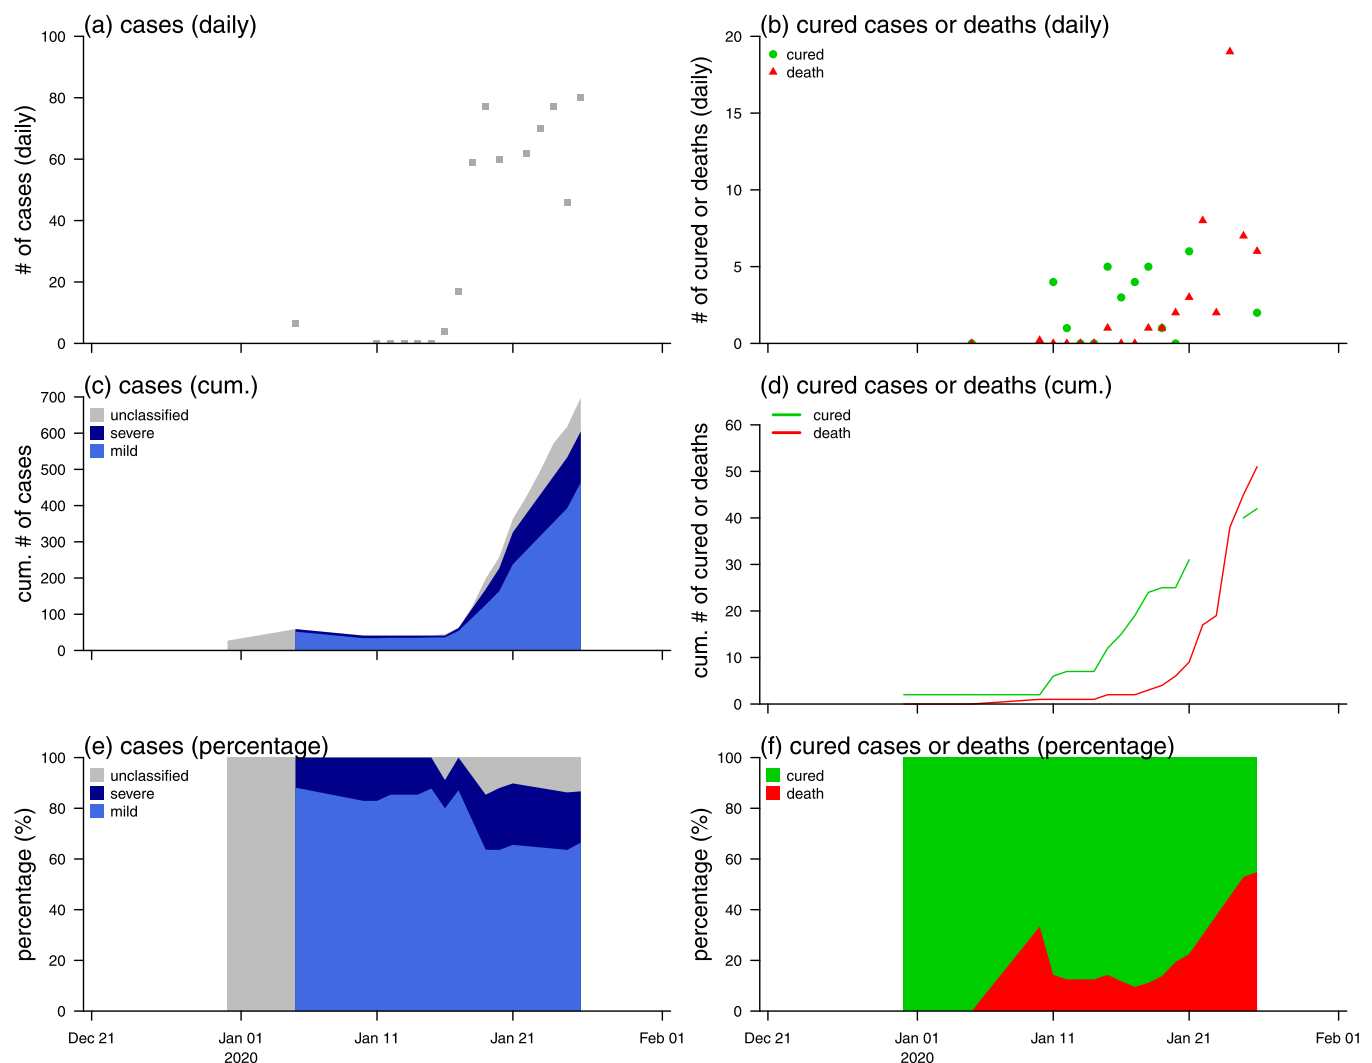 (a) cases (daily)
# of cases (daily)
100
80
60
40
20
0
(b) cured cases or deaths (daily)
cured
death
# of cured or deaths (daily)
20
15
10
5
0
(c) cases (cum.)
unclassified
severe
mild
cum. # of cases
700
600
500
400
300
200
100
0
(d) cured cases or deaths (cum.)
cured
death
cum. # of cured or deaths
60
50
40
30
20
10
0
(e) cases (percentage)
unclassified
severe
mild
percentage (%)
100
80
60
40
20
0
Dec 21 Jan 01 Jan 11 Jan 21 Feb 01
2020
(f) cured cases or deaths (percentage)
cured
death
percentage (%)
100
80
60
40
20
0
Dec 21 Jan 01 Jan 11 Jan 21 Feb 01
2020